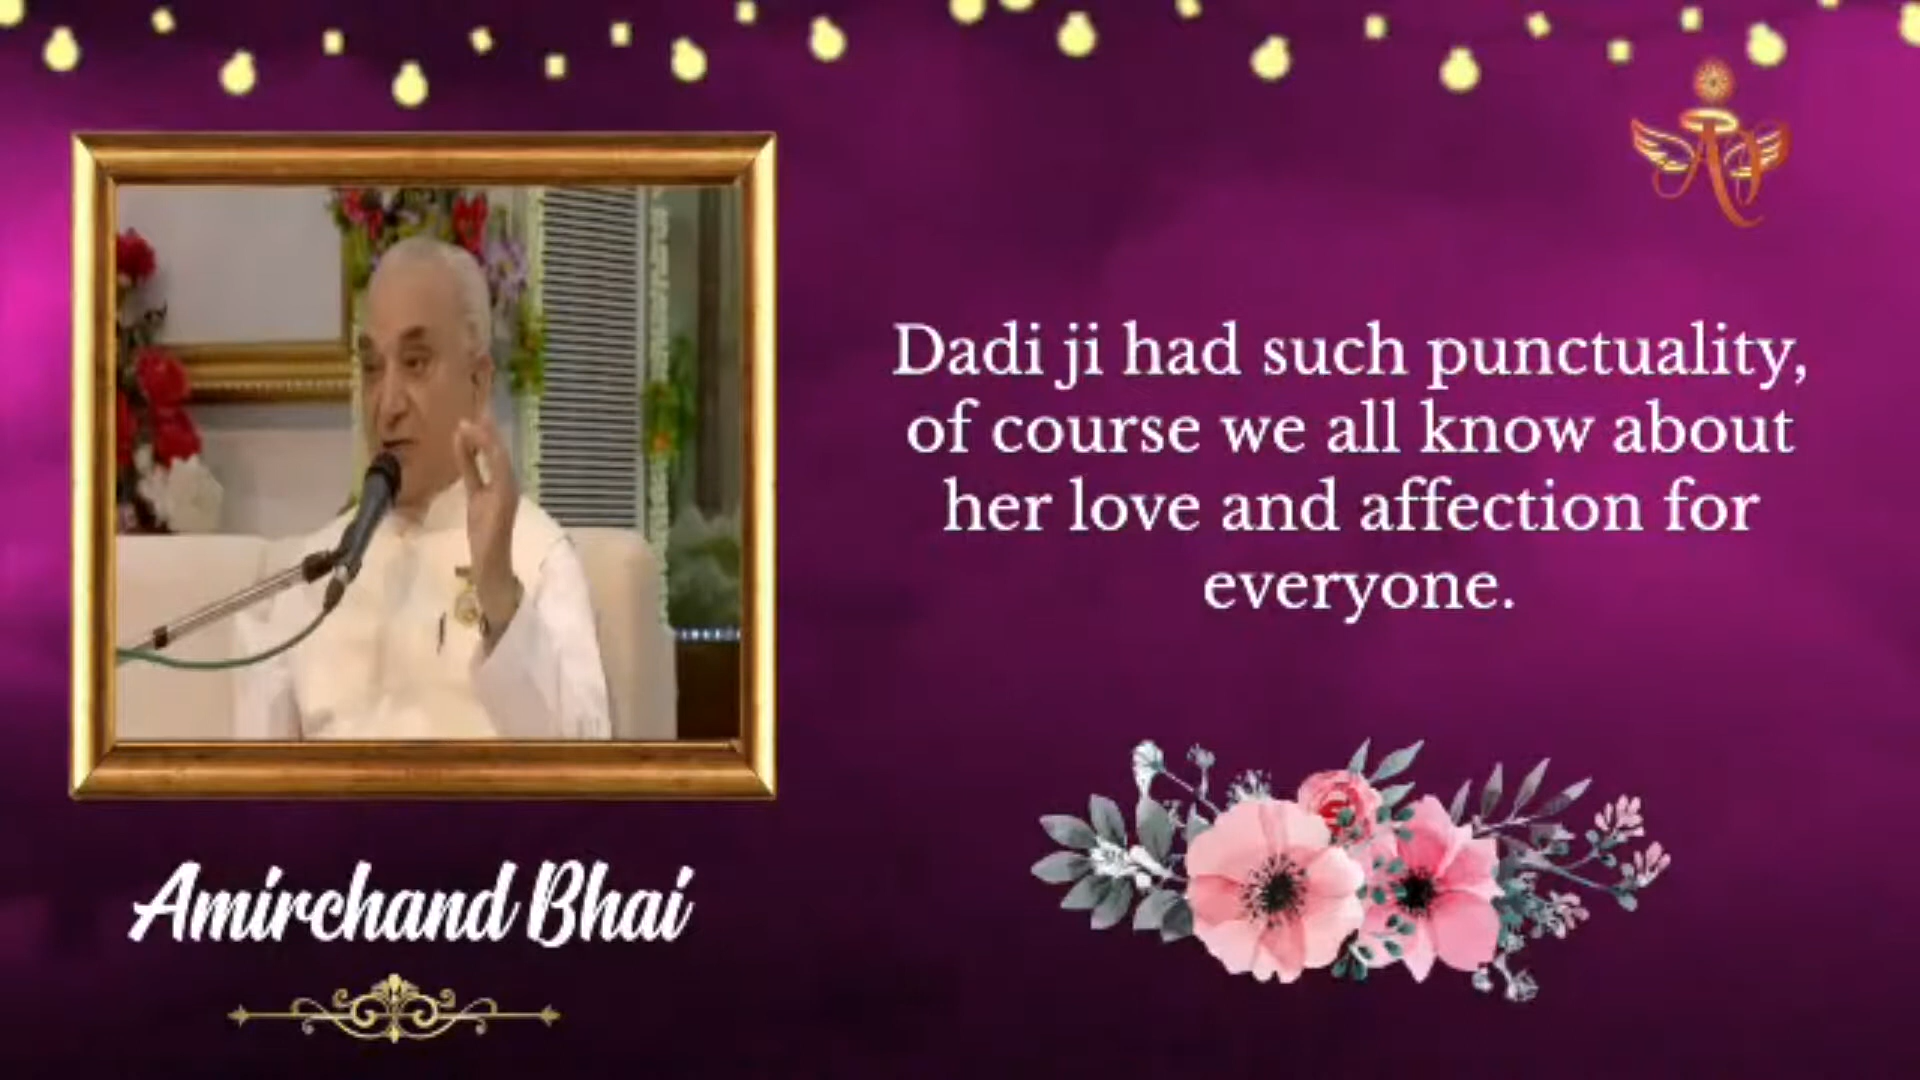 Dadi ji had such punctuality,
of course we all know about
her love and affection for
everyone.
Amirchand Bhai